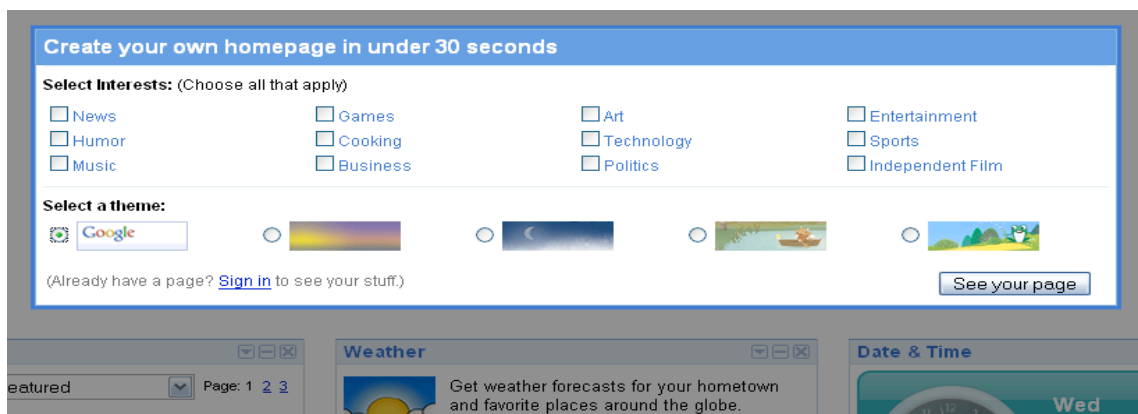 Create your own homepage in under 30 seconds
Select Interests: (Choose all that apply)
News Games Art Entertainment
Humor Cooking Technology Sports
Music Business Politics Independent Film
Select a theme:
Google
(Already have a page? Sign in to see your stuff.) See your page
Weather Date & Time
eatured Page: 1 2 3 Get weather forecasts for your hometown
and favorite places around the globe. Wed
12